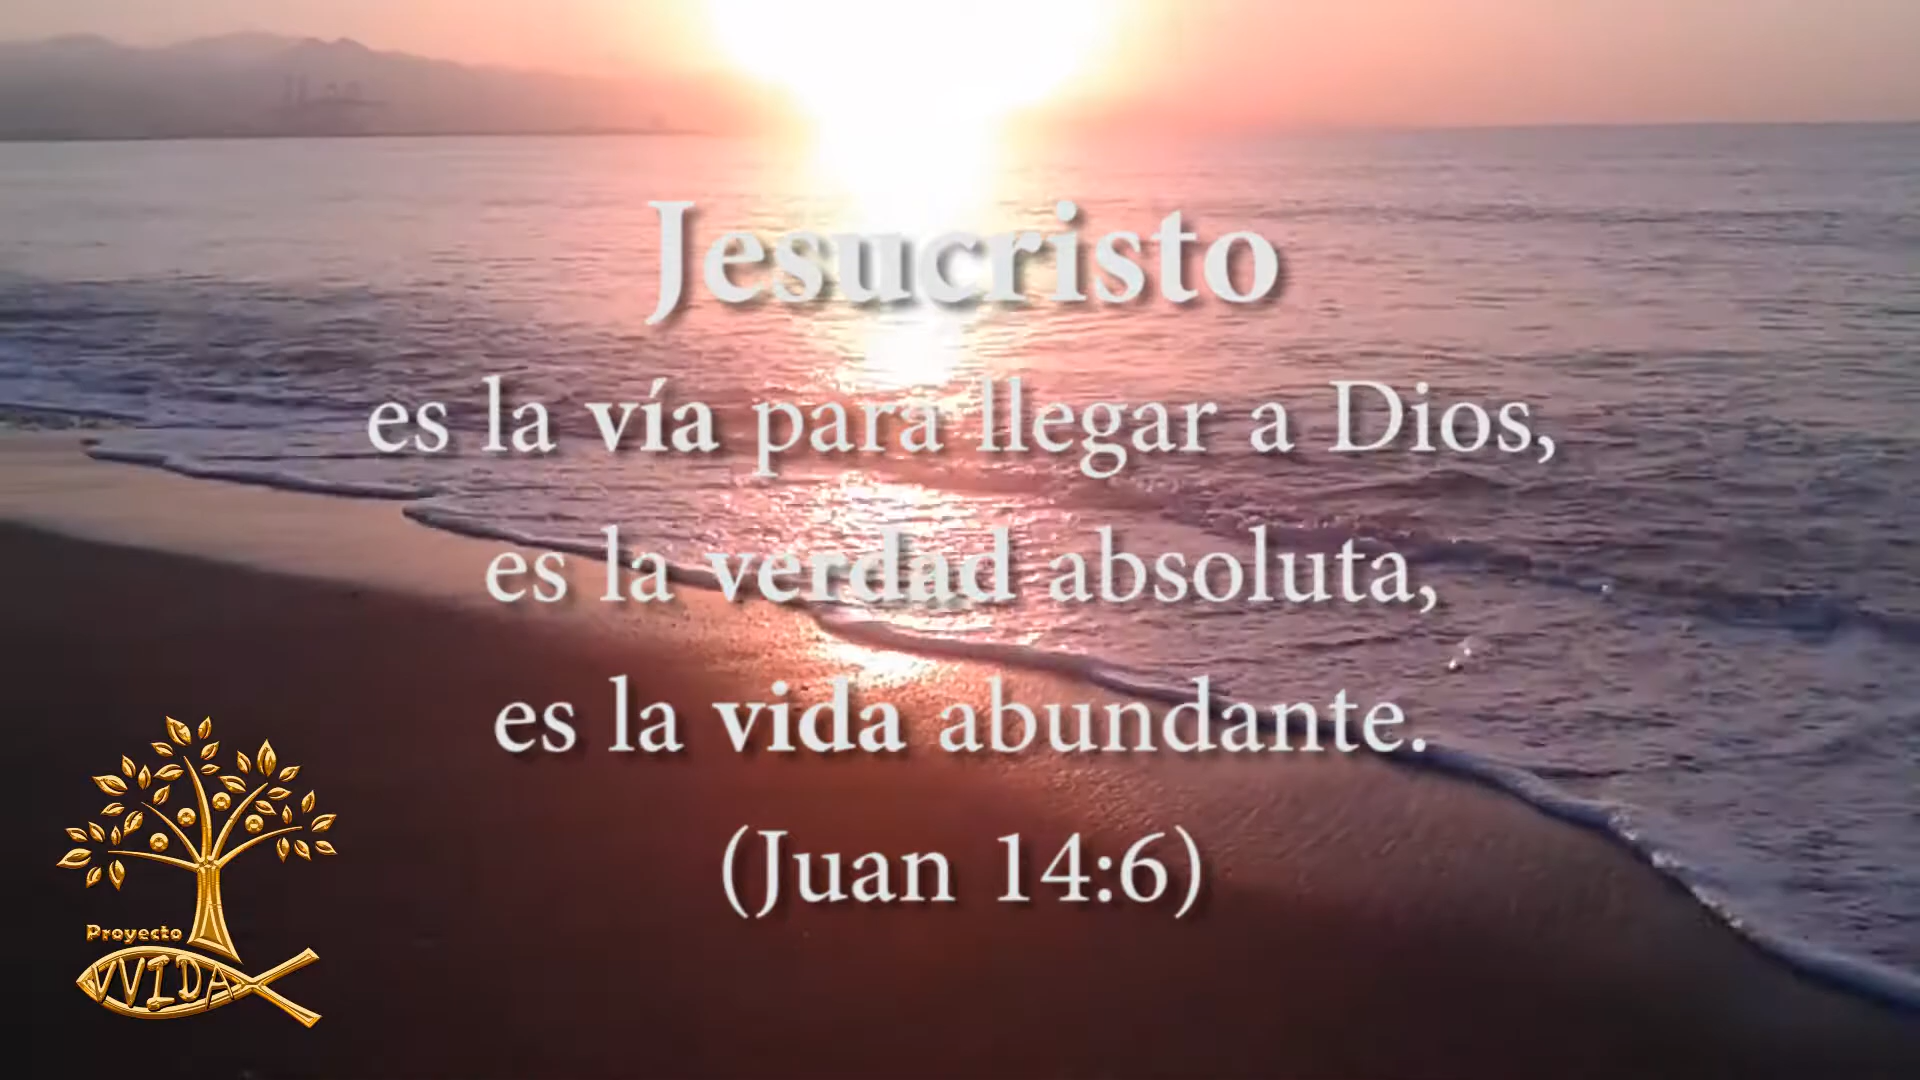 Jesucristo
es la vía para llegar a Dios,
es la verdad absoluta,
es la vida abundante.
(Juan 14:6)
Proyecto
VVIDA